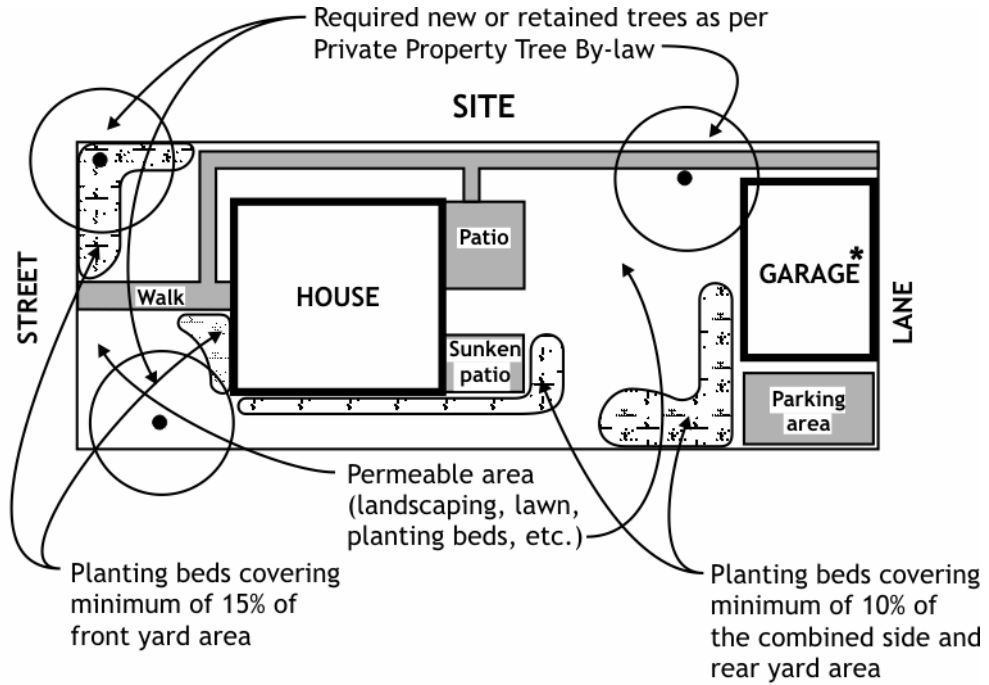 Required new or retained trees as per
Private Property Tree By-law
SITE
STREET
Walk
HOUSE
Patio
Sunken
patio
GARAGE*
LANE
Parking
area
Permeable area
(landscaping, lawn,
planting beds, etc.)
Planting beds covering
minimum of 15% of
front yard area
Planting beds covering
minimum of 10% of
the combined side and
rear yard area